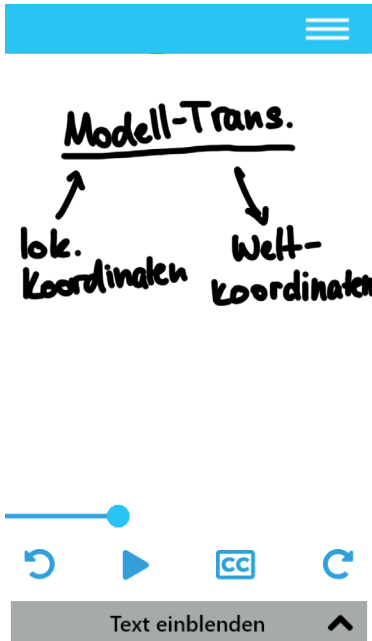 Modell-Trans.
lok.
Koordinaten
Welt-
koordinaten
CC
Text einblenden